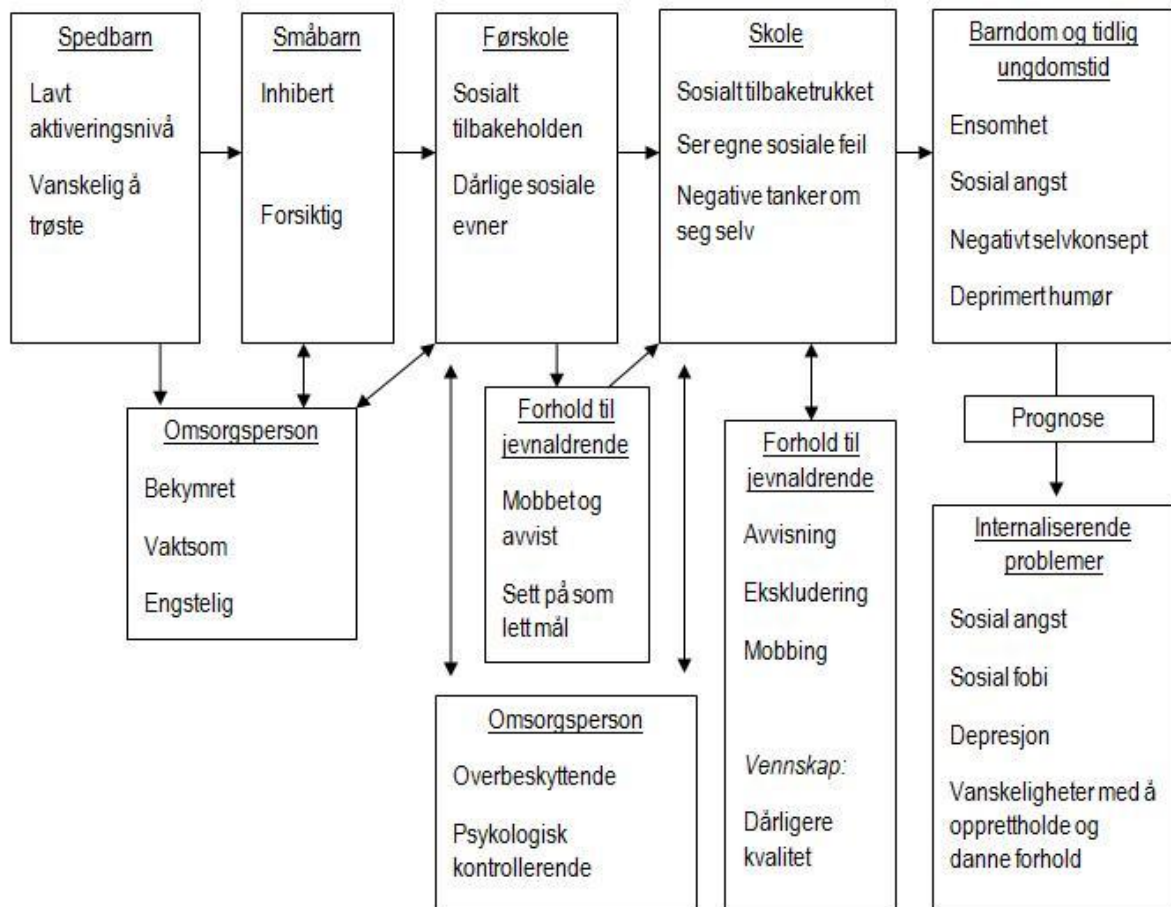 Spedbarn
Lavt
aktiveringsnivå
Vanskelig å
trøste
Småbarn
Inhibert
Forsiktig
Førskole
Sosialt
tilbakeholden
Dårlige sosiale
evner
Skole
Sosialt tilbaketrukket
Ser egne sosiale feil
Negative tanker om
seg selv
Barndom og tidlig
ungdomstid
Ensomhet
Sosial angst
Negativt selvkonsept
Deprimert humør
Omsorgsperson
Bekymret
Vaktsom
Engstelig
Forhold til
jevnaldrende
Mobbet og
avvist
Sett på som
lett mål
Omsorgsperson
Overbeskyttende
Psykologisk
kontrollerende
Forhold til
jevnaldrende
Avvisning
Ekskludering
Mobbing
Vennskap:
Dårligere
kvalitet
Prognose
Internaliserende
problemer
Sosial angst
Sosial fobi
Depresjon
Vanskeligheter med å
opprettholde og
danne forhold